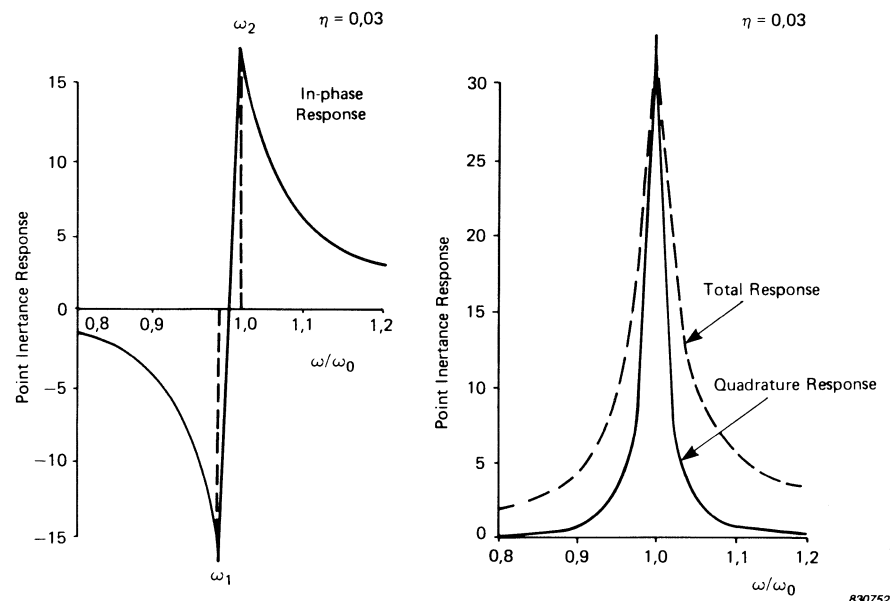 ω₂
η = 0,03
In-phase
Response
Point Inertance Response
15
10
5
0
−5
−10
−15
0,8
0,9
1,0
1,1
1,2
ω/ω₀
ω₁
η = 0,03
Point Inertance Response
30
25
20
15
10
5
0
Total Response
Quadrature Response
0,8
0,9
1,0
1,1
1,2
ω/ω₀
830752